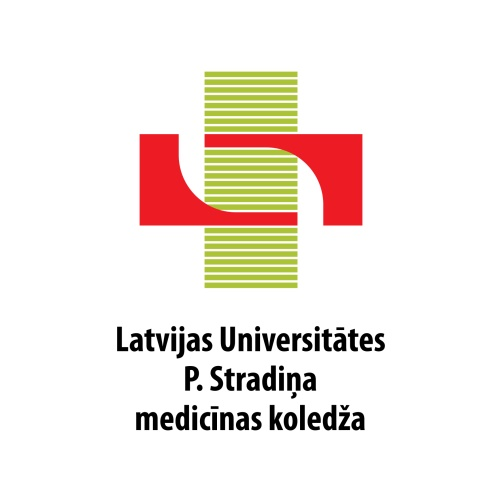 Latvijas Universitātes
P. Stradiņa
medicīnas koledža